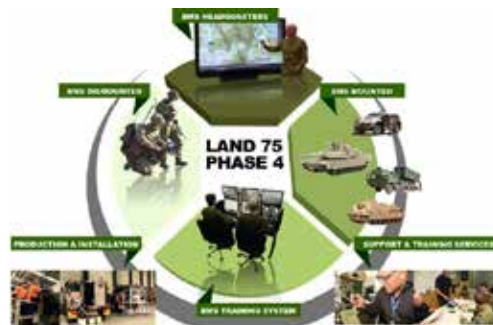 BMS HEADQUARTERS
BMS DISMOUNTED
BMS MOUNTED
LAND 75
PHASE 4
PRODUCTION & INSTALLATION
SUPPORT & TRAINING SERVICES
BMS TRAINING SYSTEM